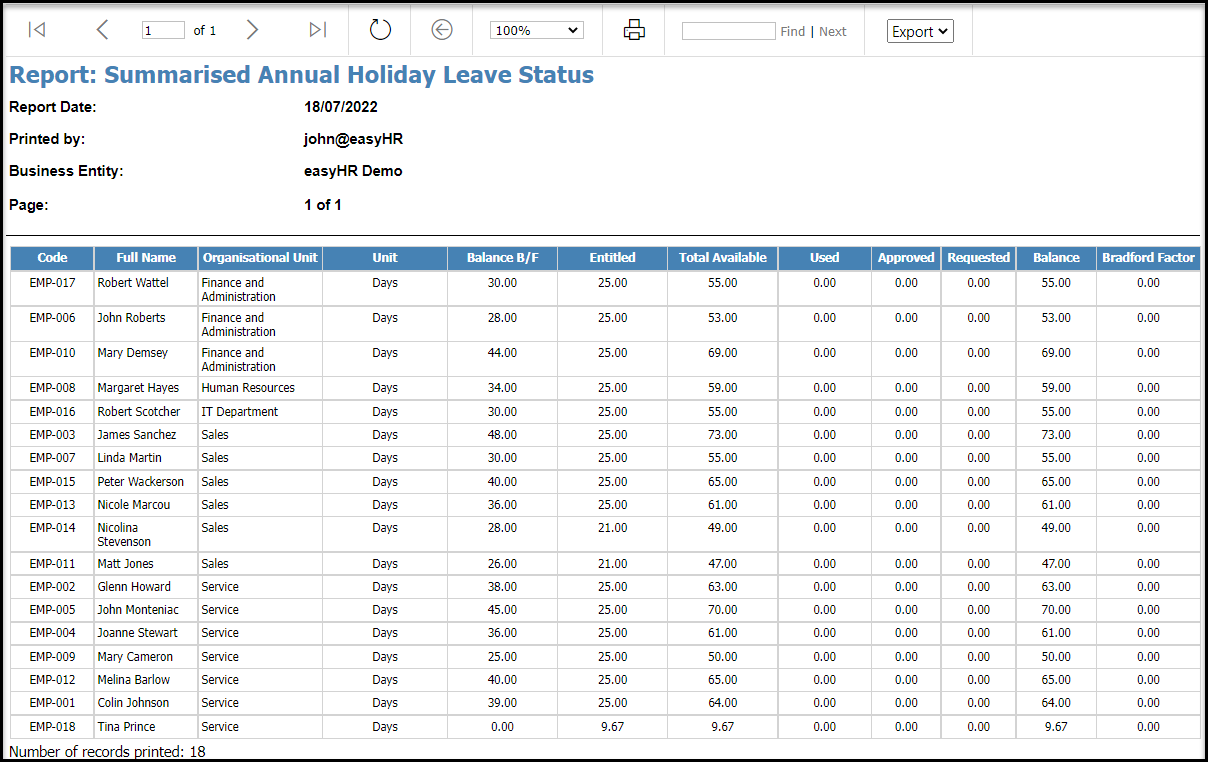 1 of 1 100% Find | Next Export
Report: Summarised Annual Holiday Leave Status
Report Date: 18/07/2022
Printed by: john@easyHR
Business Entity: easyHR Demo
Page: 1 of 1
Code Full Name Organisational Unit Unit Balance B/F Entitled Total Available Used Approved Requested Balance Bradford Factor
EMP-017 Robert Wattel Finance and Days 30.00 25.00 55.00 0.00 0.00 0.00 55.00 0.00
Administration
EMP-006 John Roberts Finance and Days 28.00 25.00 53.00 0.00 0.00 0.00 53.00 0.00
Administration
EMP-010 Mary Demsey Finance and Days 44.00 25.00 69.00 0.00 0.00 0.00 69.00 0.00
Administration
EMP-008 Margaret Hayes Human Resources Days 34.00 25.00 59.00 0.00 0.00 0.00 59.00 0.00
EMP-016 Robert Scotcher IT Department Days 30.00 25.00 55.00 0.00 0.00 0.00 55.00 0.00
EMP-003 James Sanchez Sales Days 48.00 25.00 73.00 0.00 0.00 0.00 73.00 0.00
EMP-007 Linda Martin Sales Days 30.00 25.00 55.00 0.00 0.00 0.00 55.00 0.00
EMP-015 Peter Wackerson Sales Days 40.00 25.00 65.00 0.00 0.00 0.00 65.00 0.00
EMP-013 Nicole Marcou Sales Days 36.00 25.00 61.00 0.00 0.00 0.00 61.00 0.00
EMP-014 Nicolina Sales Days 28.00 21.00 49.00 0.00 0.00 0.00 49.00 0.00
Stevenson
EMP-011 Matt Jones Sales Days 26.00 21.00 47.00 0.00 0.00 0.00 47.00 0.00
EMP-002 Glenn Howard Service Days 38.00 25.00 63.00 0.00 0.00 0.00 63.00 0.00
EMP-005 John Monteniac Service Days 45.00 25.00 70.00 0.00 0.00 0.00 70.00 0.00
EMP-004 Joanne Stewart Service Days 36.00 25.00 61.00 0.00 0.00 0.00 61.00 0.00
EMP-009 Mary Cameron Service Days 25.00 25.00 50.00 0.00 0.00 0.00 50.00 0.00
EMP-012 Melina Barlow Service Days 40.00 25.00 65.00 0.00 0.00 0.00 65.00 0.00
EMP-001 Colin Johnson Service Days 39.00 25.00 64.00 0.00 0.00 0.00 64.00 0.00
EMP-018 Tina Prince Service Days 0.00 9.67 9.67 0.00 0.00 0.00 9.67 0.00
Number of records printed: 18